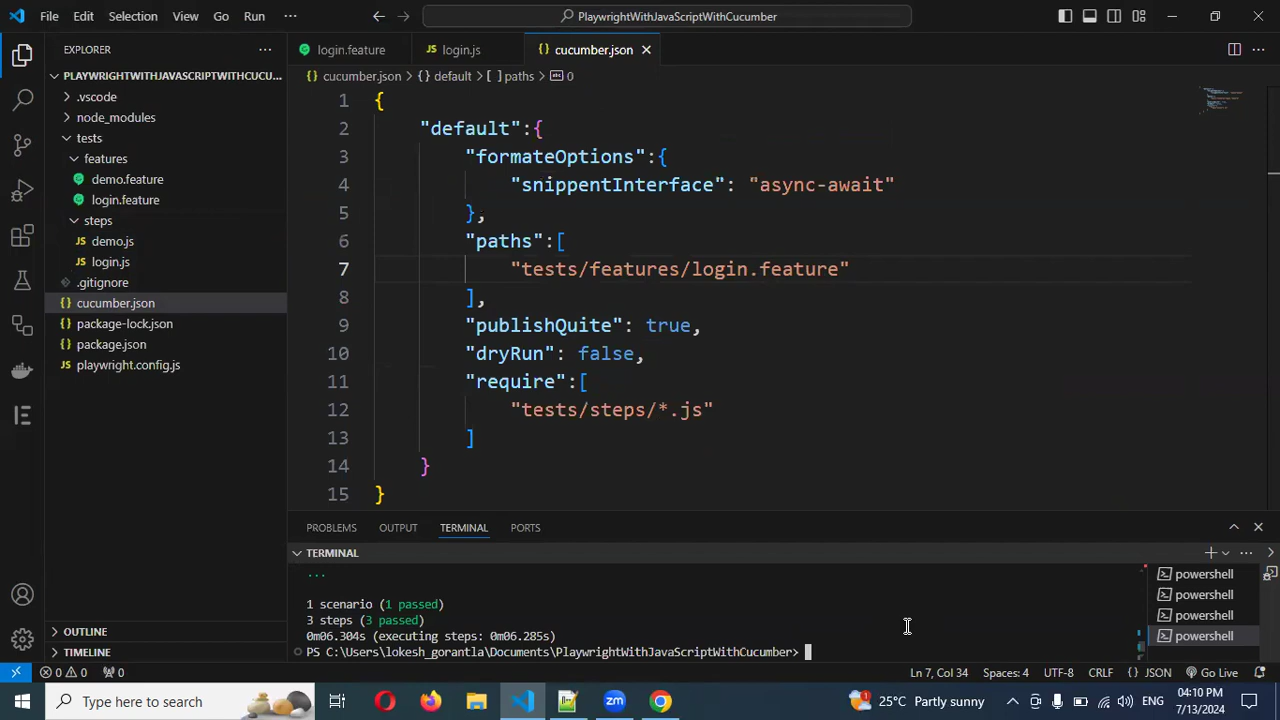 File Edit Selection View Go Run ···
PlaywrightWithJavaScriptWithCucumber
EXPLORER ···
login.feature login.js cucumber.json
cucumber.json > {} default > [ ] paths > abc 0
PLAYWRIGHTWITHJAVASCRIPTWITHCUCU...
.vscode
node_modules
tests
features
demo.feature
login.feature
steps
demo.js
login.js
.gitignore
cucumber.json
package-lock.json
package.json
playwright.config.js
OUTLINE
TIMELINE
1 {
2 "default":{
3 "formateOptions":{
4 "snippentInterface": "async-await"
5 },
6 "paths":[
7 "tests/features/login.feature"
8 ],
9 "publishQuite": true,
10 "dryRun": false,
11 "require":[
12 "tests/steps/*.js"
13 ]
14 }
15 }
PROBLEMS OUTPUT TERMINAL PORTS
TERMINAL
...
1 scenario (1 passed)
3 steps (3 passed)
0m06.304s (executing steps: 0m06.285s)
PS C:\Users\lokesh_gorantla\Documents\PlaywrightWithJavaScriptWithCucumber>
powershell
powershell
powershell
powershell
0 0 0 Ln 7, Col 34 Spaces: 4 UTF-8 CRLF {} JSON Go Live
Type here to search
1 25°C Partly sunny ENG 04:10 PM
7/13/2024